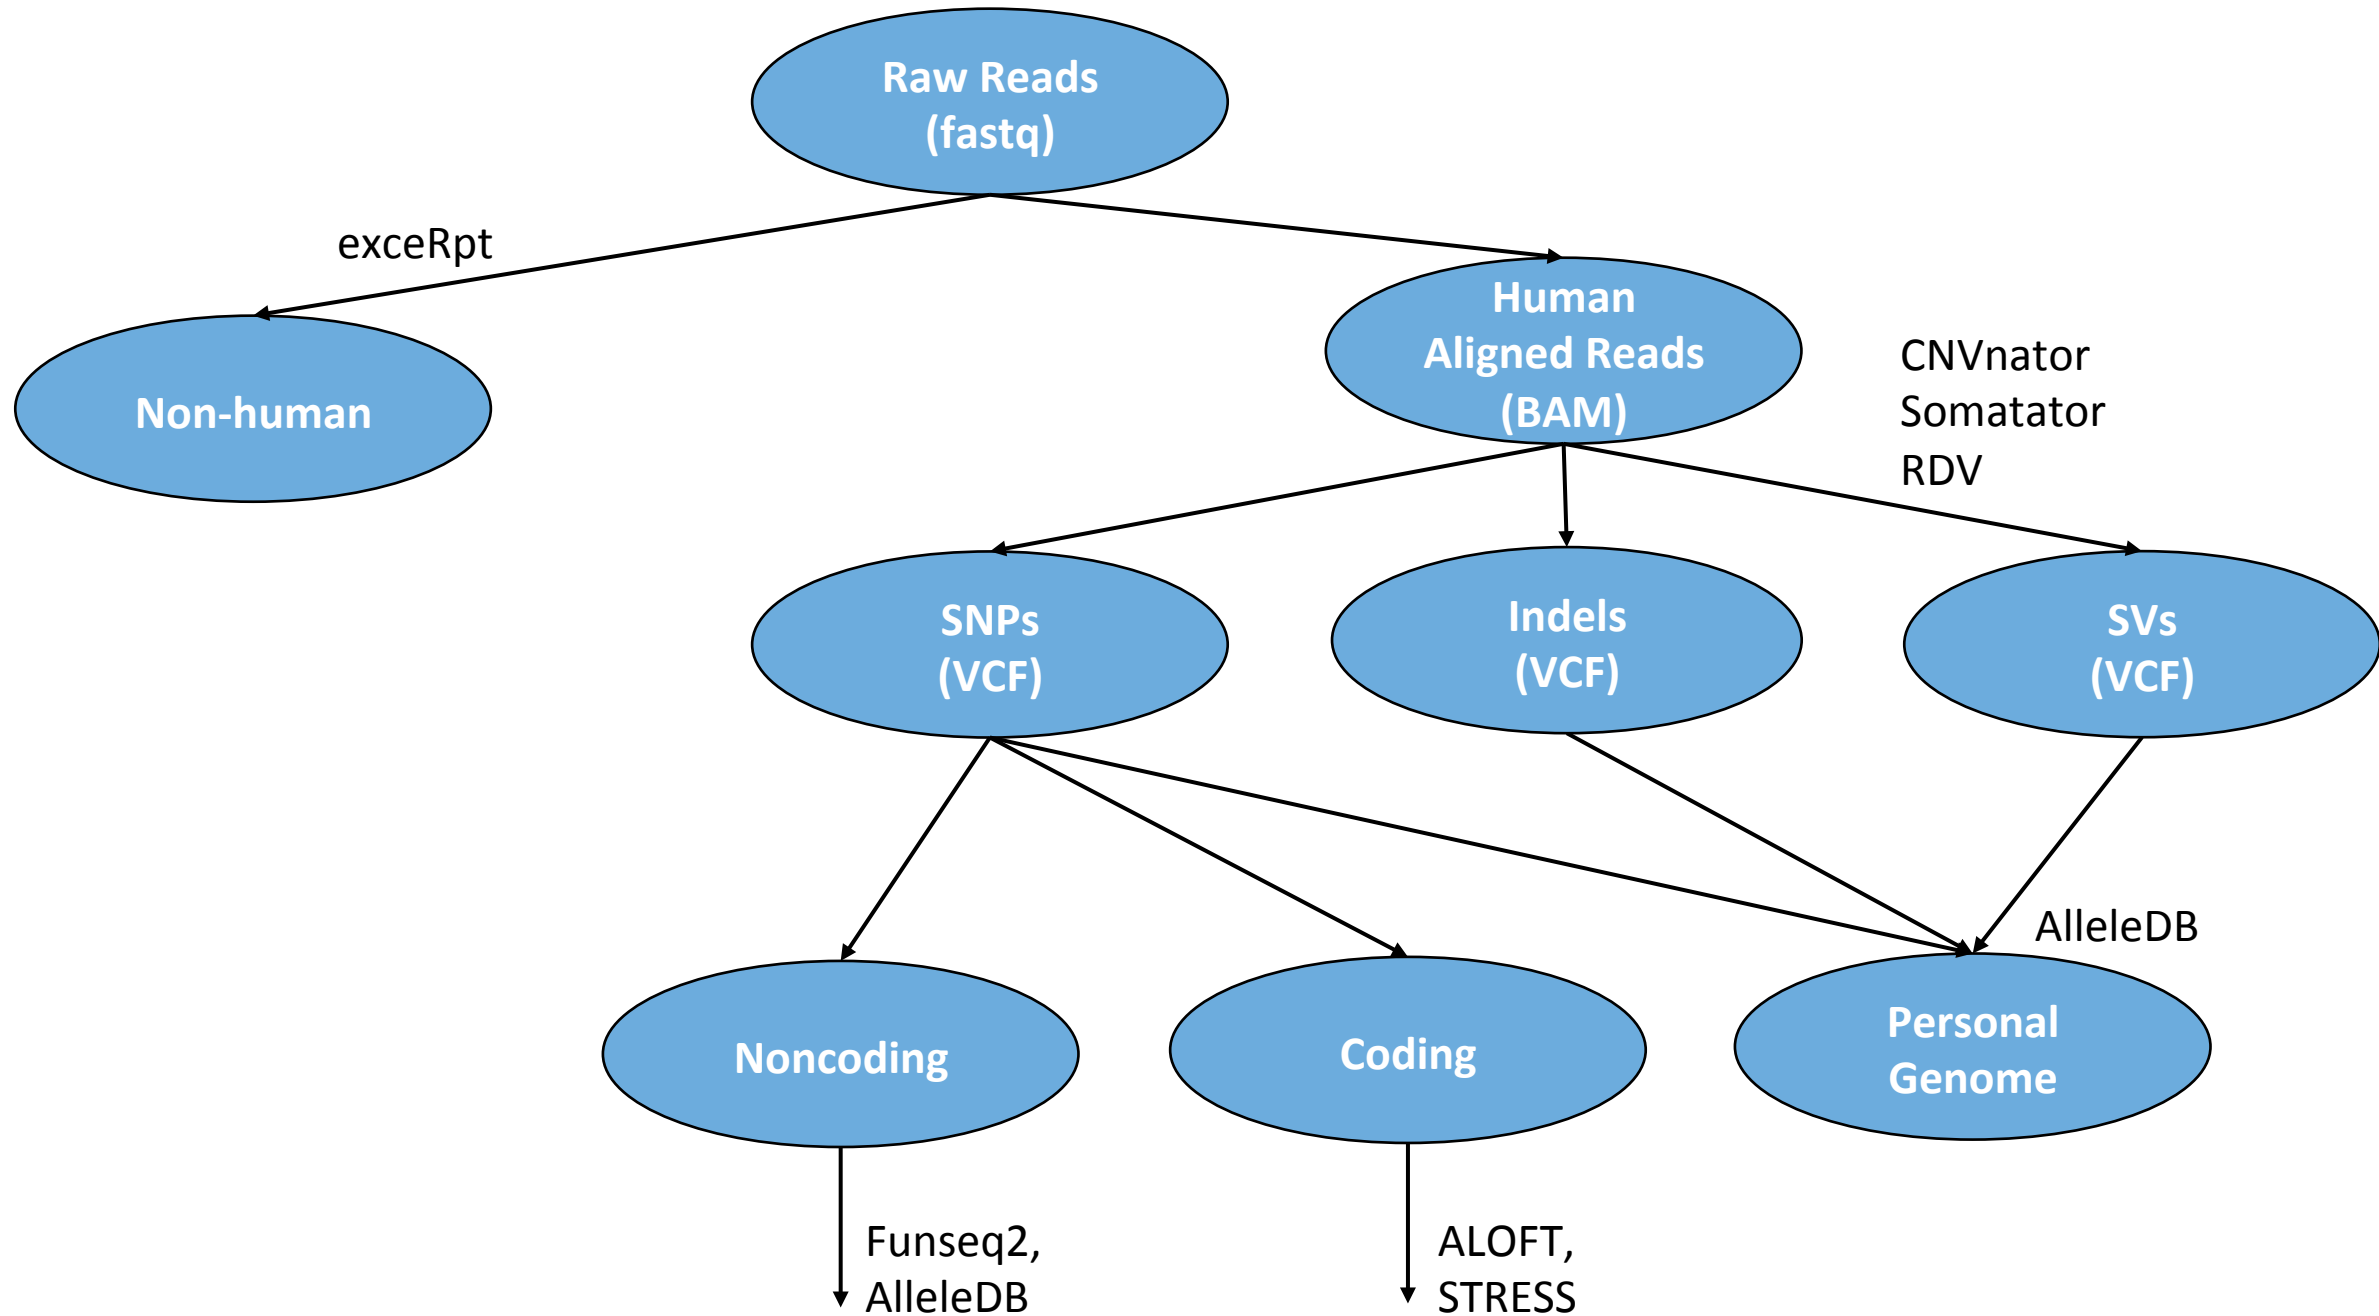 Raw Reads
(fastq)
exceRpt
Human
Aligned Reads
(BAM)
Non-human
CNVnator
Somatator
RDV
SNPs
(VCF)
Indels
(VCF)
SVs
(VCF)
AlleleDB
Noncoding
Coding
Personal
Genome
Funseq2,
AlleleDB
ALOFT,
STRESS